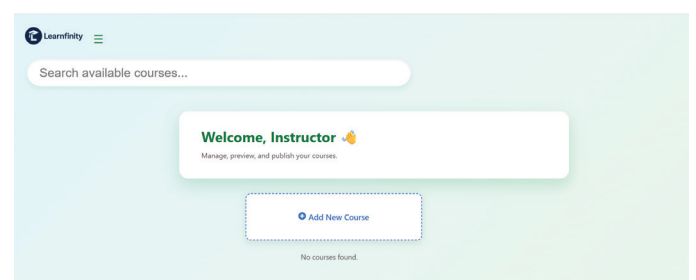 Learnfinity
Search available courses...
Welcome, Instructor 👋
Manage, preview, and publish your courses.
Add New Course
No courses found.